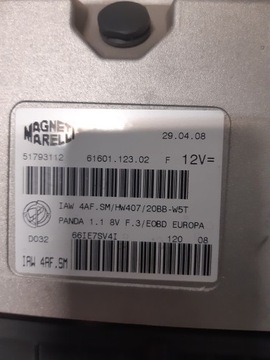 MAGNETI MARELLI
29.04.08
51793112 61601.123.02 F 12V=
IAW 4AF.SM/HW407/20BB-W5T
PANDA 1.1 8V F.3/EOBD EUROPA
D032 66IE7SV4I 120 08
IAW 4AF.SM